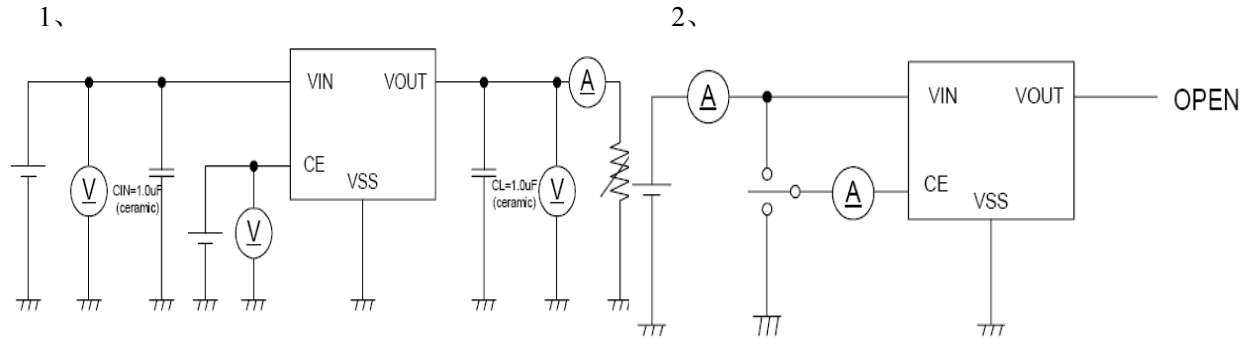 1、
VIN
VOUT
A
V
CIN=1.0uF
(ceramic)
CE
V
VSS
CL=1.0uF
(ceramic)
V
2、
A
VIN
VOUT
OPEN
A
CE
VSS